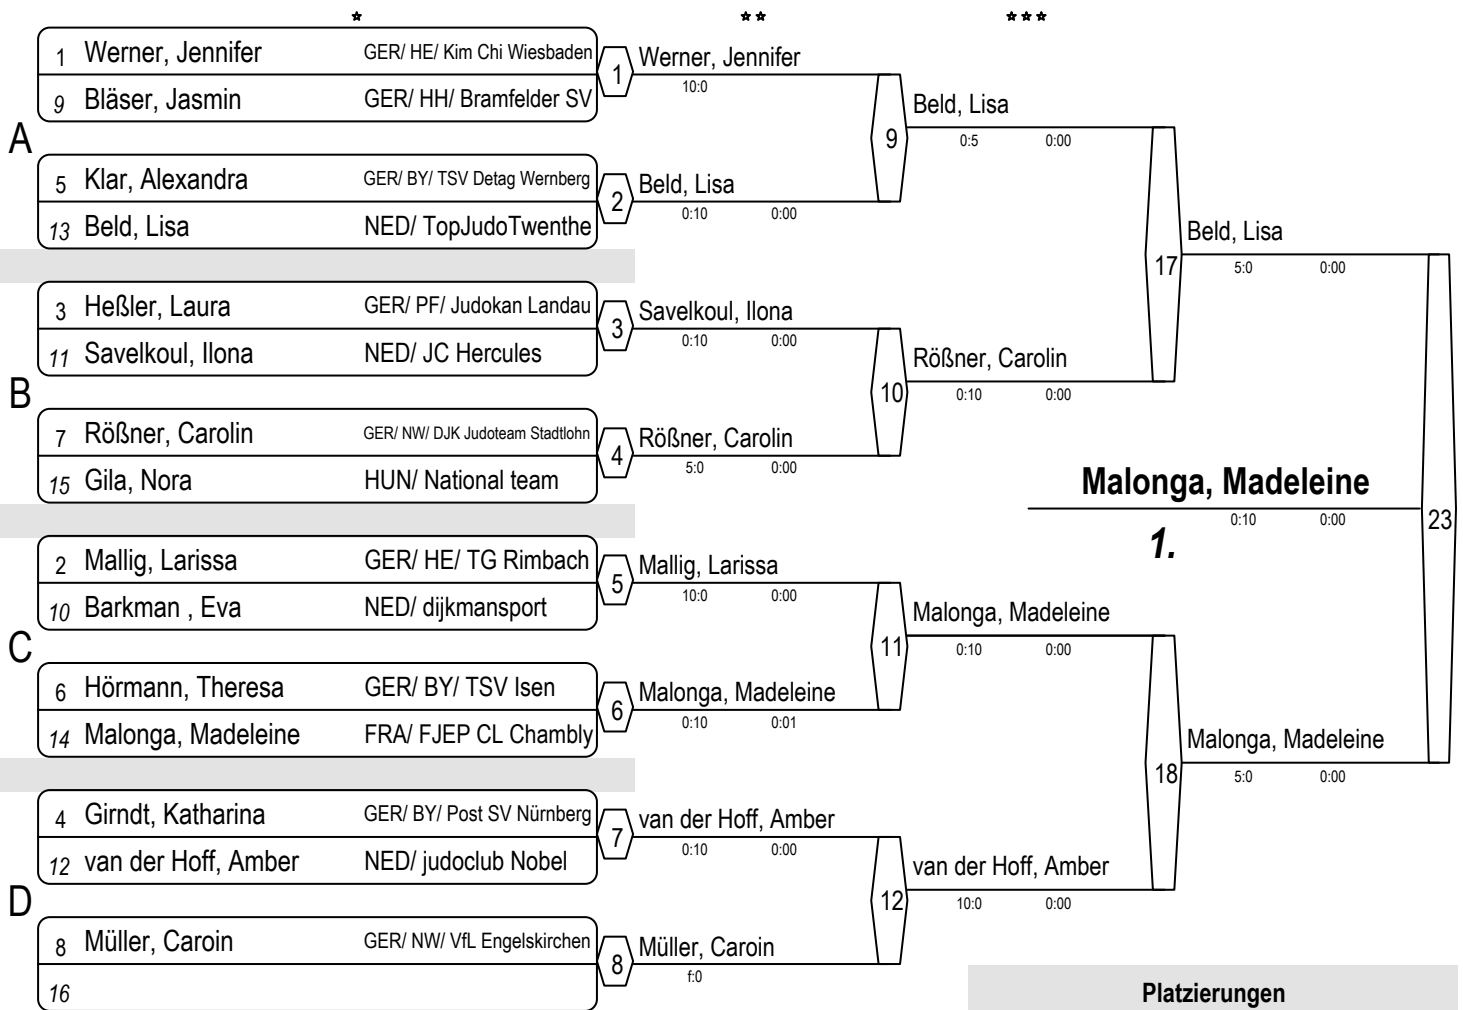 * ** ***
A
1 Werner, Jennifer GER/ HE/ Kim Chi Wiesbaden
9 Bläser, Jasmin GER/ HH/ Bramfelder SV
1 Werner, Jennifer
10:0
5 Klar, Alexandra GER/ BY/ TSV Detag Wernberg
13 Beld, Lisa NED/ TopJudoTwenthe
2 Beld, Lisa
0:10 0:00
9 Beld, Lisa
0:5 0:00
B
3 Heßler, Laura GER/ PF/ Judokan Landau
11 Savelkoul, Ilona NED/ JC Hercules
3 Savelkoul, Ilona
0:10 0:00
7 Rößner, Carolin GER/ NW/ DJK Judoteam Stadtlohn
15 Gila, Nora HUN/ National team
4 Rößner, Carolin
5:0 0:00
10 Rößner, Carolin
0:10 0:00
17 Beld, Lisa
5:0 0:00
C
2 Mallig, Larissa GER/ HE/ TG Rimbach
10 Barkman , Eva NED/ dijkmansport
5 Mallig, Larissa
10:0 0:00
6 Hörmann, Theresa GER/ BY/ TSV Isen
14 Malonga, Madeleine FRA/ FJEP CL Chambly
6 Malonga, Madeleine
0:10 0:01
11 Malonga, Madeleine
0:10 0:00
D
4 Girndt, Katharina GER/ BY/ Post SV Nürnberg
12 van der Hoff, Amber NED/ judoclub Nobel
7 van der Hoff, Amber
0:10 0:00
8 Müller, Caroin GER/ NW/ VfL Engelskirchen
16
8 Müller, Caroin
f:0
12 van der Hoff, Amber
10:0 0:00
18 Malonga, Madeleine
5:0 0:00
23 Malonga, Madeleine
0:10 0:00
1.
Platzierungen